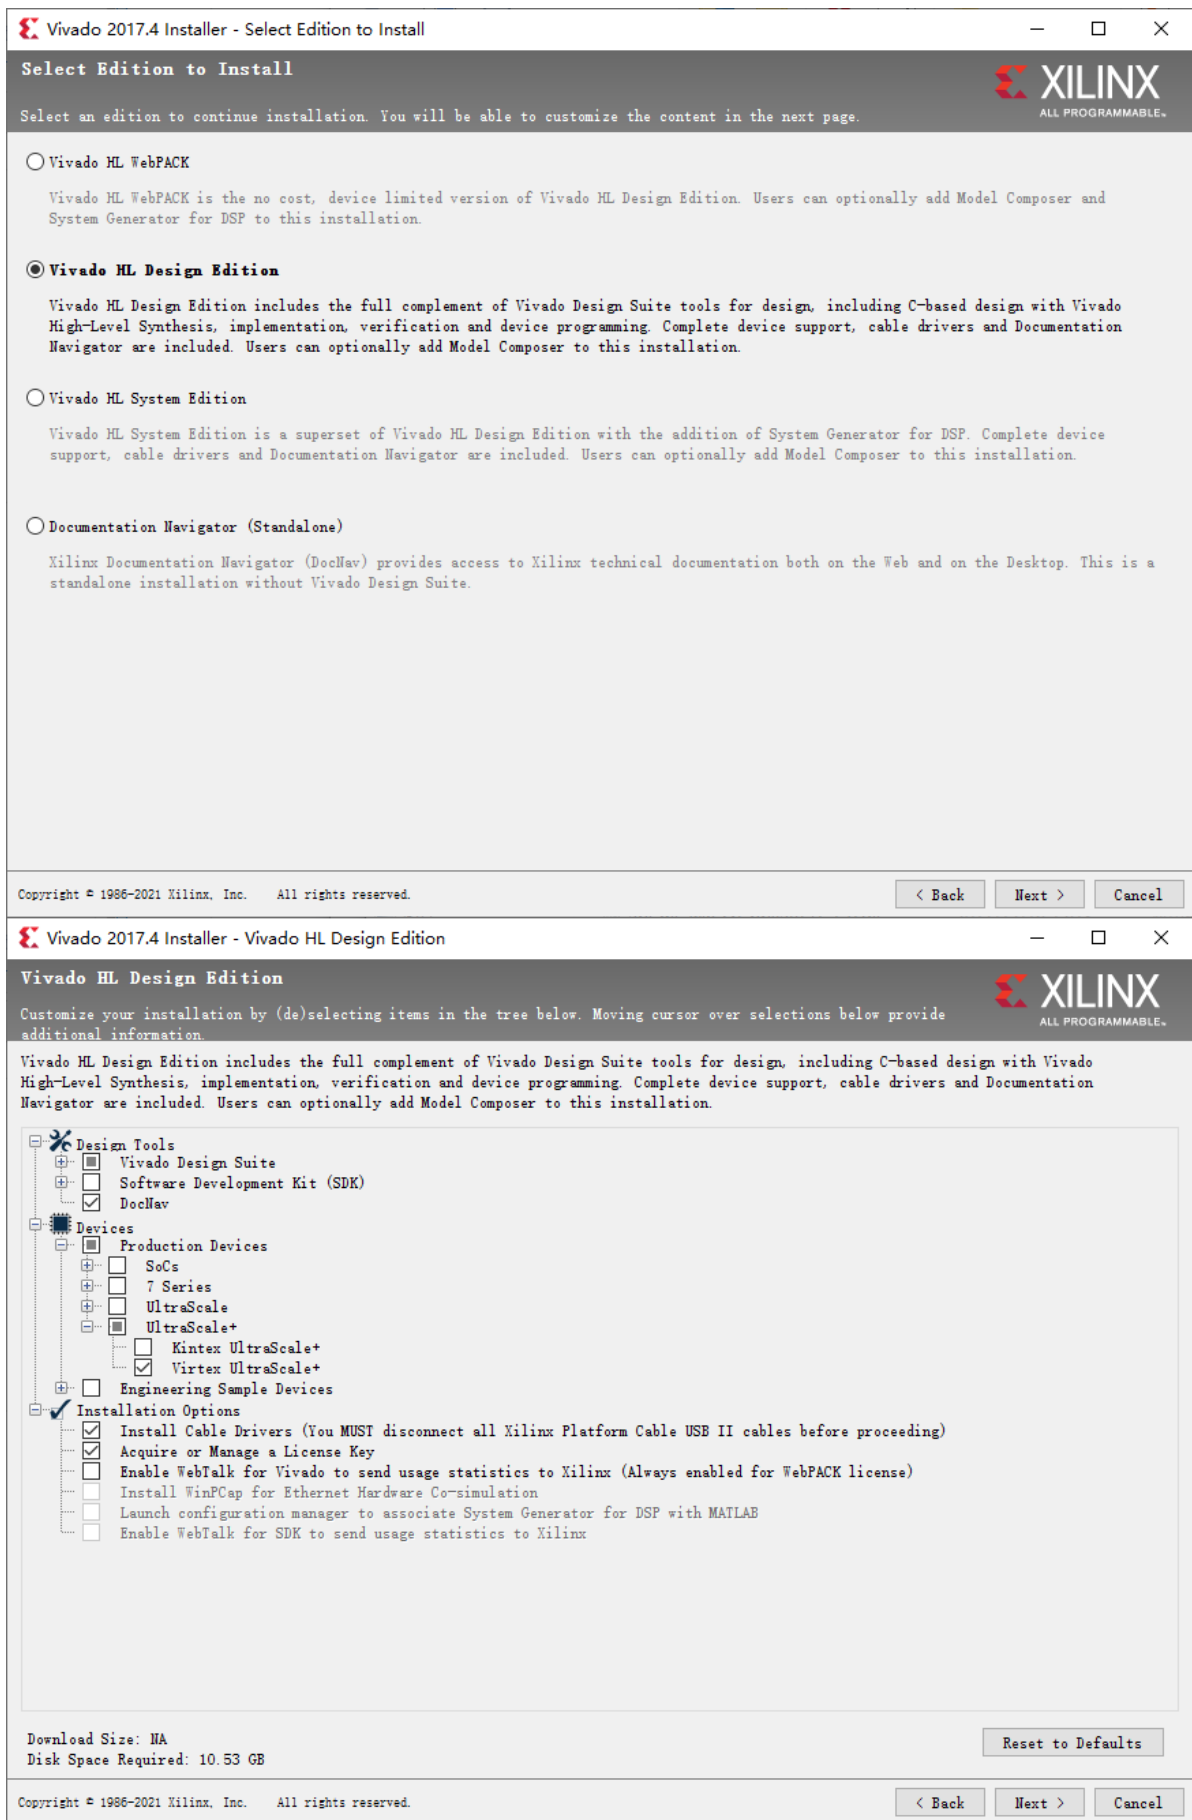 Vivado 2017.4 Installer - Select Edition to Install
Select Edition to Install
XILINX
ALL PROGRAMMABLE™
Select an edition to continue installation. You will be able to customize the content in the next page.
Vivado HL WebPACK
Vivado HL WebPACK is the no cost, device limited version of Vivado HL Design Edition. Users can optionally add Model Composer and
System Generator for DSP to this installation.
Vivado HL Design Edition
Vivado HL Design Edition includes the full complement of Vivado Design Suite tools for design, including C-based design with Vivado
High-Level Synthesis, implementation, verification and device programming. Complete device support, cable drivers and Documentation
Navigator are included. Users can optionally add Model Composer to this installation.
Vivado HL System Edition
Vivado HL System Edition is a superset of Vivado HL Design Edition with the addition of System Generator for DSP. Complete device
support, cable drivers and Documentation Navigator are included. Users can optionally add Model Composer to this installation.
Documentation Navigator (Standalone)
Xilinx Documentation Navigator (DocNav) provides access to Xilinx technical documentation both on the Web and on the Desktop. This is a
standalone installation without Vivado Design Suite.
Copyright © 1986-2021 Xilinx, Inc. All rights reserved.
< Back Next > Cancel
Vivado 2017.4 Installer - Vivado HL Design Edition
Vivado HL Design Edition
XILINX
ALL PROGRAMMABLE™
Customize your installation by (de)selecting items in the tree below. Moving cursor over selections below provide
additional information.
Vivado HL Design Edition includes the full complement of Vivado Design Suite tools for design, including C-based design with Vivado
High-Level Synthesis, implementation, verification and device programming. Complete device support, cable drivers and Documentation
Navigator are included. Users can optionally add Model Composer to this installation.
Design Tools
Vivado Design Suite
Software Development Kit (SDK)
DocNav
Devices
Production Devices
SoCs
7 Series
UltraScale
UltraScale+
Kintex UltraScale+
Virtex UltraScale+
Engineering Sample Devices
Installation Options
Install Cable Drivers (You MUST disconnect all Xilinx Platform Cable USB II cables before proceeding)
Acquire or Manage a License Key
Enable WebTalk for Vivado to send usage statistics to Xilinx (Always enabled for WebPACK license)
Install WinPCap for Ethernet Hardware Co-simulation
Launch configuration manager to associate System Generator for DSP with MATLAB
Enable WebTalk for SDK to send usage statistics to Xilinx
Download Size: NA
Disk Space Required: 10.53 GB
Reset to Defaults
Copyright © 1986-2021 Xilinx, Inc. All rights reserved.
< Back Next > Cancel